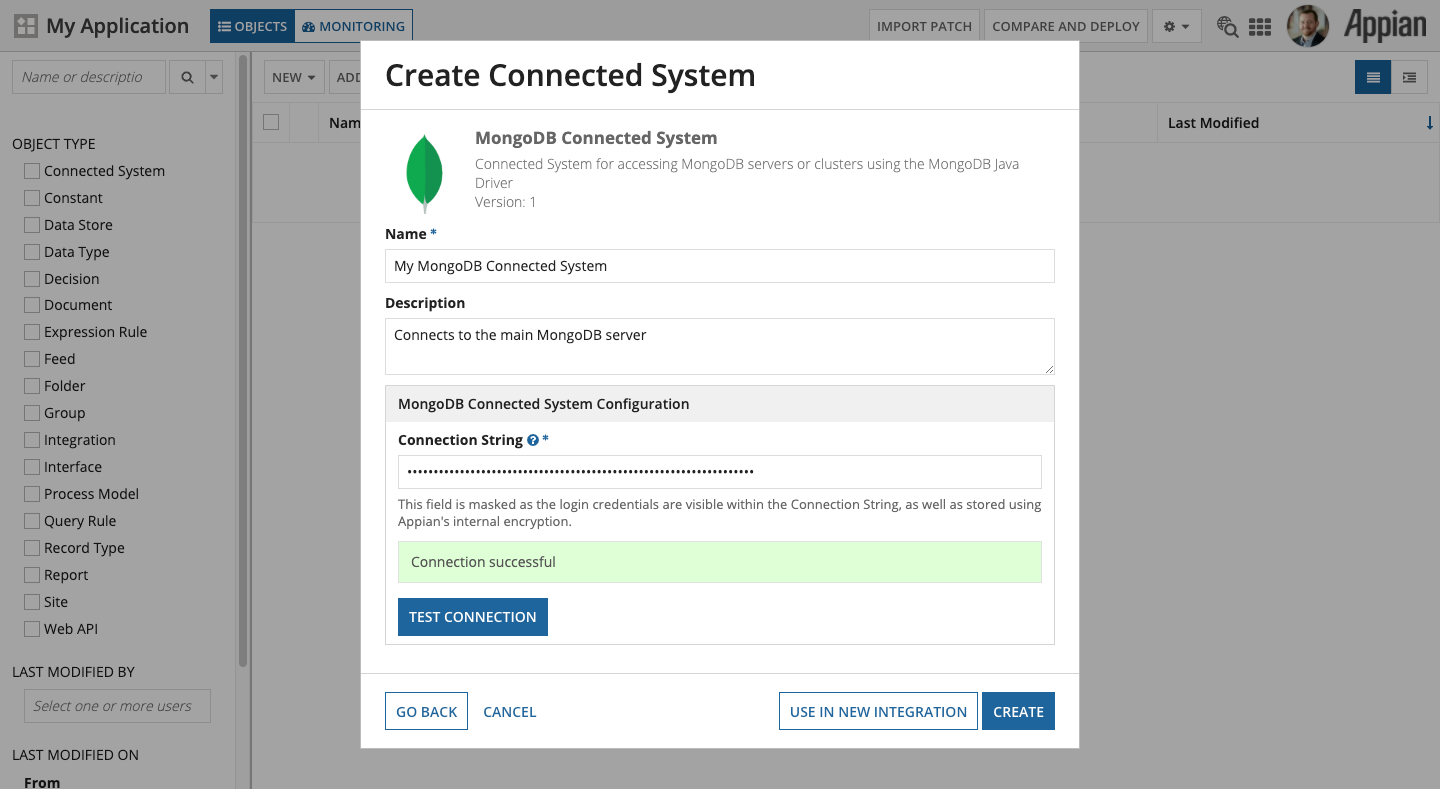 My Application
OBJECTS
MONITORING
IMPORT PATCH
COMPARE AND DEPLOY
Appian
Name or descriptio
NEW
ADD
Nam
Last Modified
OBJECT TYPE
Connected System
Constant
Data Store
Data Type
Decision
Document
Expression Rule
Feed
Folder
Group
Integration
Interface
Process Model
Query Rule
Record Type
Report
Site
Web API
LAST MODIFIED BY
Select one or more users
LAST MODIFIED ON
From
Create Connected System
MongoDB Connected System
Connected System for accessing MongoDB servers or clusters using the MongoDB Java
Driver
Version: 1
Name *
My MongoDB Connected System
Description
Connects to the main MongoDB server
MongoDB Connected System Configuration
Connection String ? *
This field is masked as the login credentials are visible within the Connection String, as well as stored using
Appian's internal encryption.
Connection successful
TEST CONNECTION
GO BACK
CANCEL
USE IN NEW INTEGRATION
CREATE